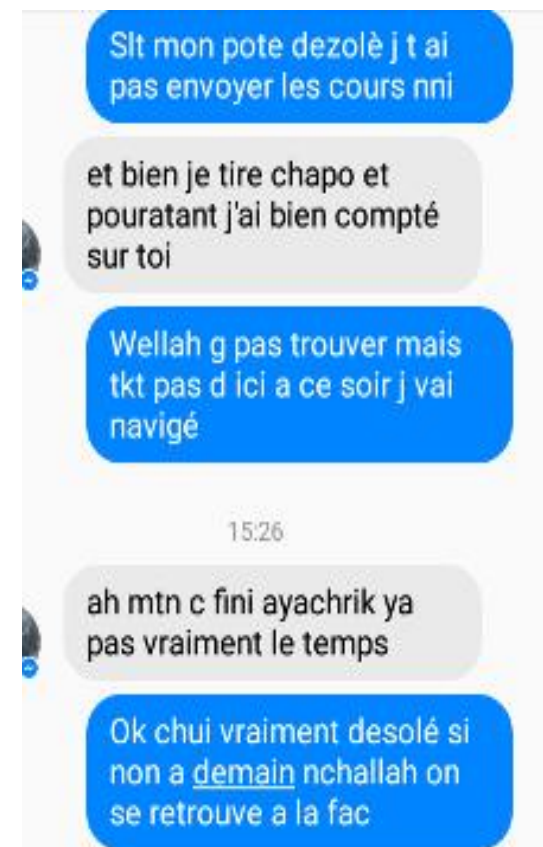 Slt mon pote dezolè j t ai
pas envoyer les cours nni
et bien je tire chapo et
pouratant j'ai bien compté
sur toi
Wellah g pas trouver mais
tkt pas d ici a ce soir j vai
navigé
15:26
ah mtn c fini ayachrik ya
pas vraiment le temps
Ok chui vraiment desolé si
non a demain nchallah on
se retrouve a la fac